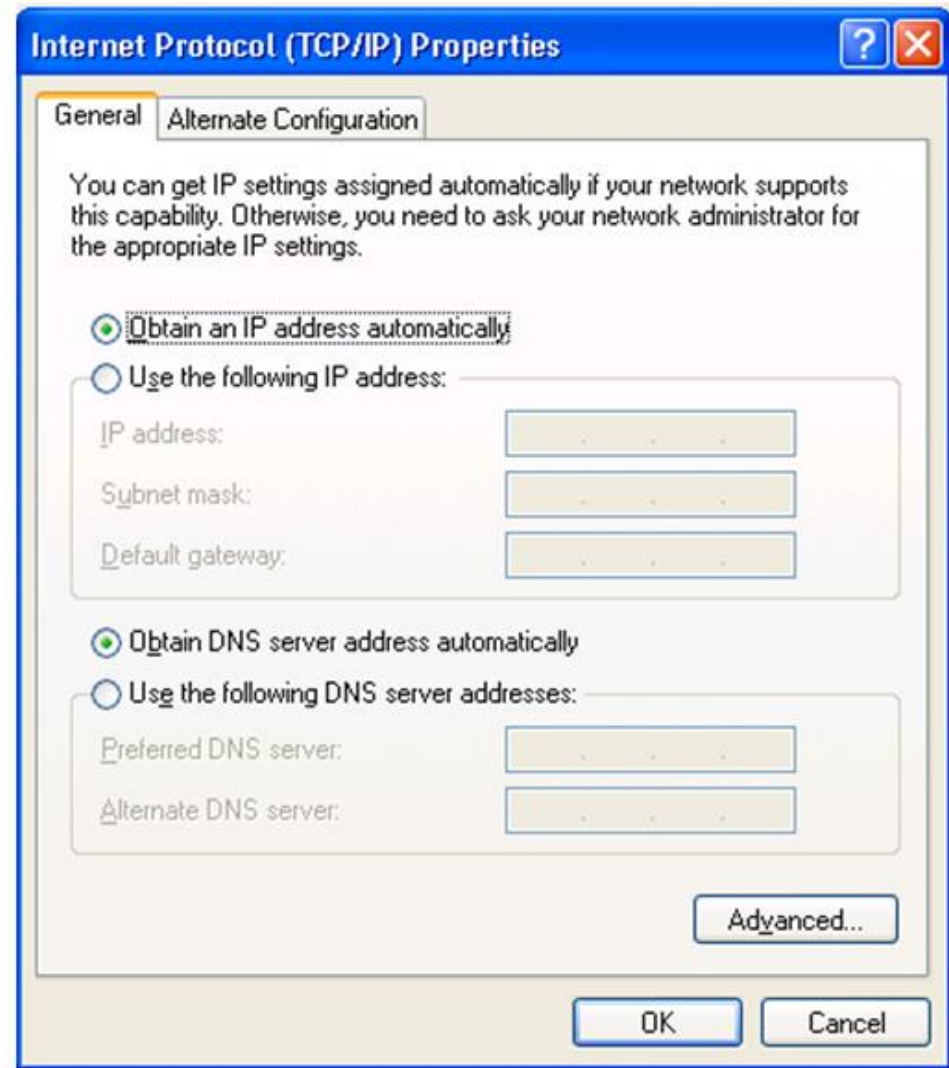 Internet Protocol (TCP/IP) Properties
General
Alternate Configuration
You can get IP settings assigned automatically if your network supports
this capability. Otherwise, you need to ask your network administrator for
the appropriate IP settings.
Obtain an IP address automatically
Use the following IP address:
IP address:
Subnet mask:
Default gateway:
Obtain DNS server address automatically
Use the following DNS server addresses:
Preferred DNS server:
Alternate DNS server:
Advanced...
OK
Cancel